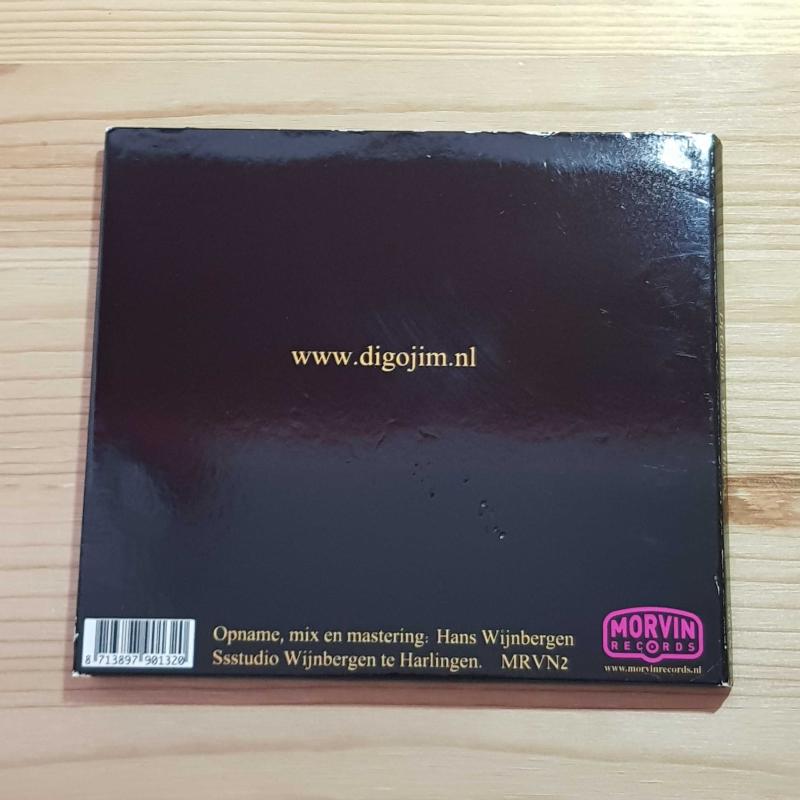 www.digojim.nl
8 713897 901320
Opname, mix en mastering: Hans Wijnbergen
Ssstudio Wijnbergen te Harlingen. MRVN2
MORVIN
RECORDS
www.morvinrecords.nl